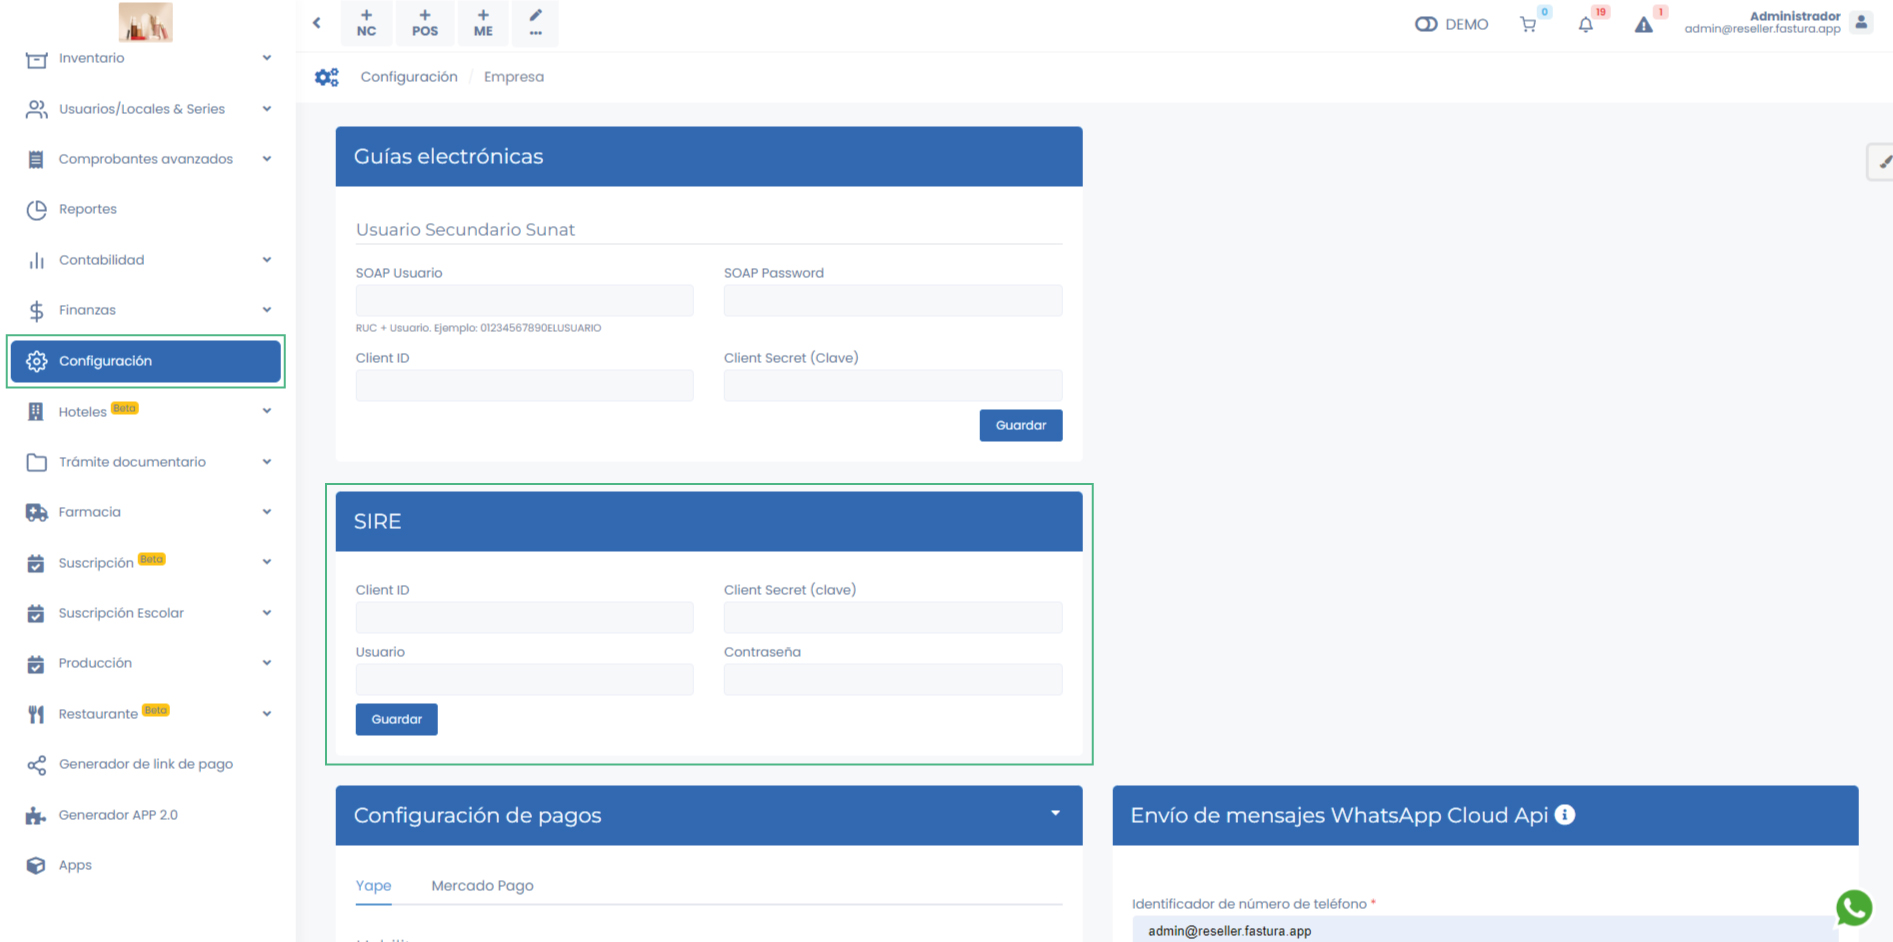 + NC
+ POS
+ ME
...
DEMO
0
19
1
Administrador
admin@reseller.fastura.app
Inventario
Usuarios/Locales & Series
Comprobantes avanzados
Reportes
Contabilidad
Finanzas
Configuración
Hoteles Beta
Trámite documentario
Farmacia
Suscripción Beta
Suscripción Escolar
Producción
Restaurante Beta
Generador de link de pago
Generador APP 2.0
Apps
Configuración / Empresa
Guías electrónicas
Usuario Secundario Sunat
SOAP Usuario
SOAP Password
RUC + Usuario. Ejemplo: 01234567890ELUSUARIO
Client ID
Client Secret (Clave)
Guardar
SIRE
Client ID
Client Secret (clave)
Usuario
Contraseña
Guardar
Configuración de pagos
Yape
Mercado Pago
Envío de mensajes WhatsApp Cloud Api
Identificador de número de teléfono *
admin@reseller.fastura.app